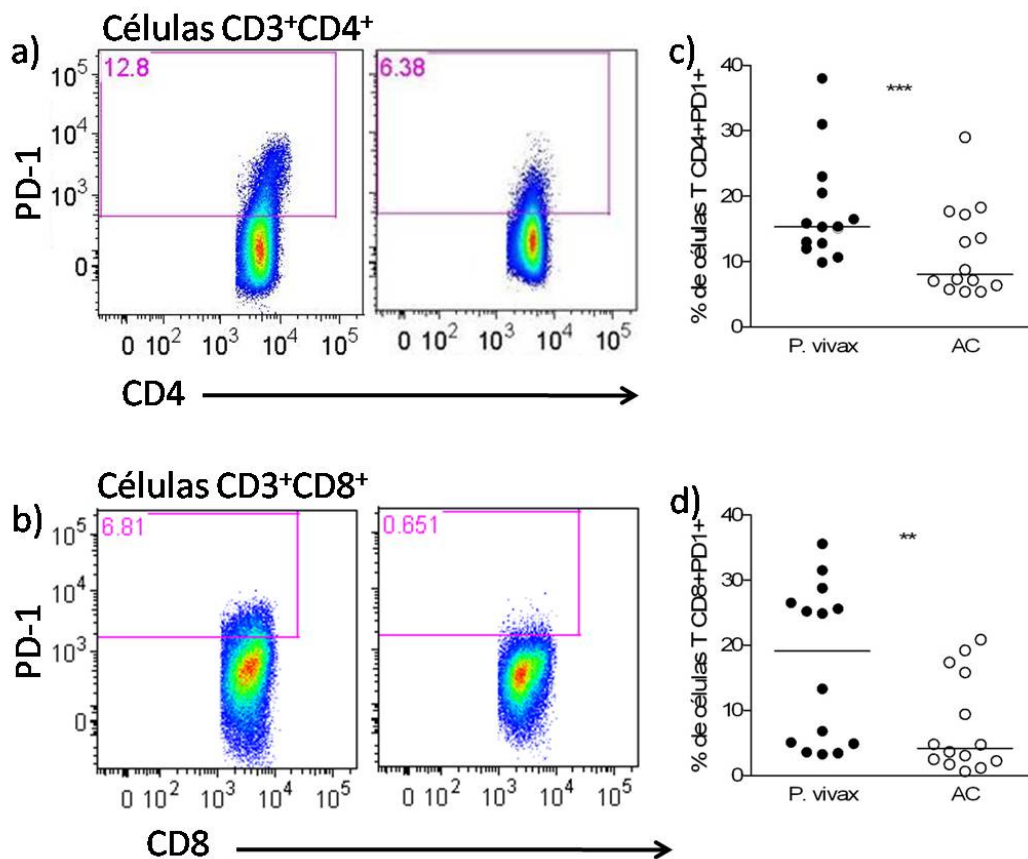 a)
Células CD3⁺CD4⁺
12.8
6.38
PD-1
10⁵
10⁴
10³
0
0 10² 10³ 10⁴ 10⁵
0 10² 10³ 10⁴ 10⁵
CD4
c)
% de células T CD4+PD1+
40
30
20
10
0
***
P. vivax
AC
b)
Células CD3⁺CD8⁺
6.81
0.651
PD-1
10⁵
10⁴
10³
0
0 10² 10³ 10⁴ 10⁵
0 10² 10³ 10⁴ 10⁵
CD8
d)
% de células T CD8+PD1+
40
30
20
10
0
**
P. vivax
AC